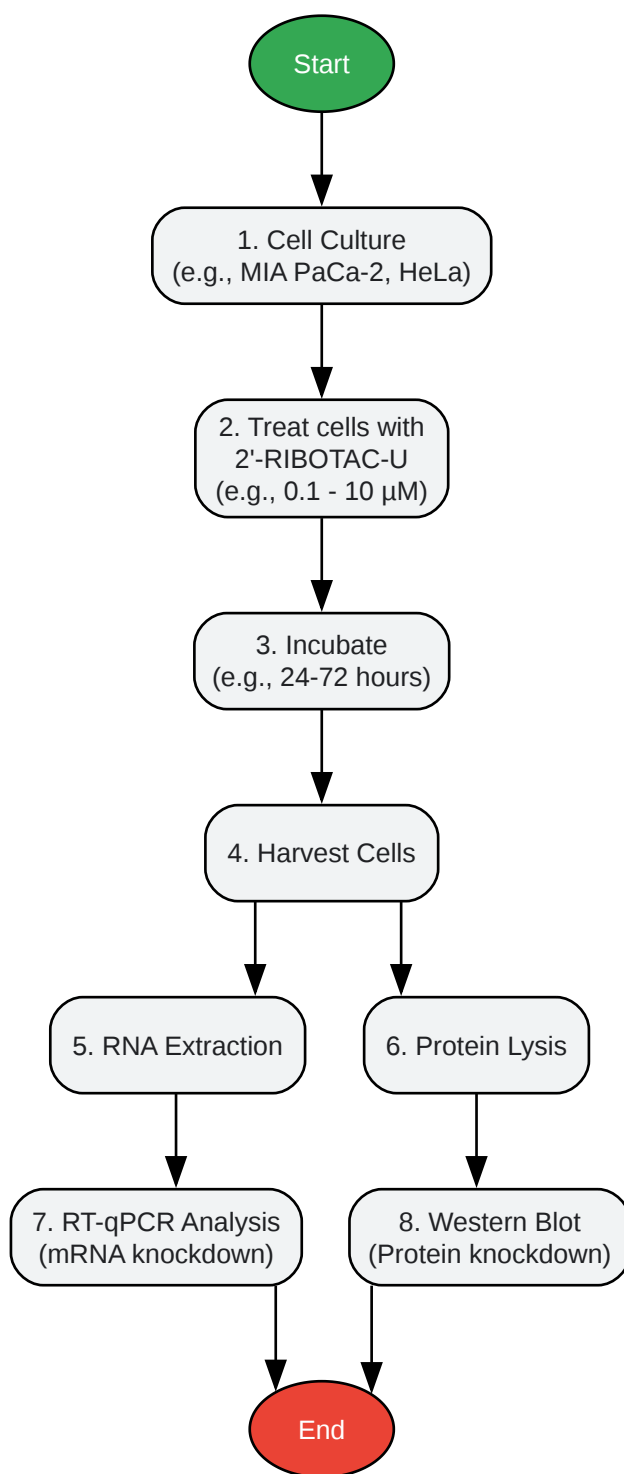 Start
1. Cell Culture
(e.g., MIA PaCa-2, HeLa)
2. Treat cells with
2'-RIBOTAC-U
(e.g., 0.1 - 10 µM)
3. Incubate
(e.g., 24-72 hours)
4. Harvest Cells
5. RNA Extraction
6. Protein Lysis
7. RT-qPCR Analysis
(mRNA knockdown)
8. Western Blot
(Protein knockdown)
End